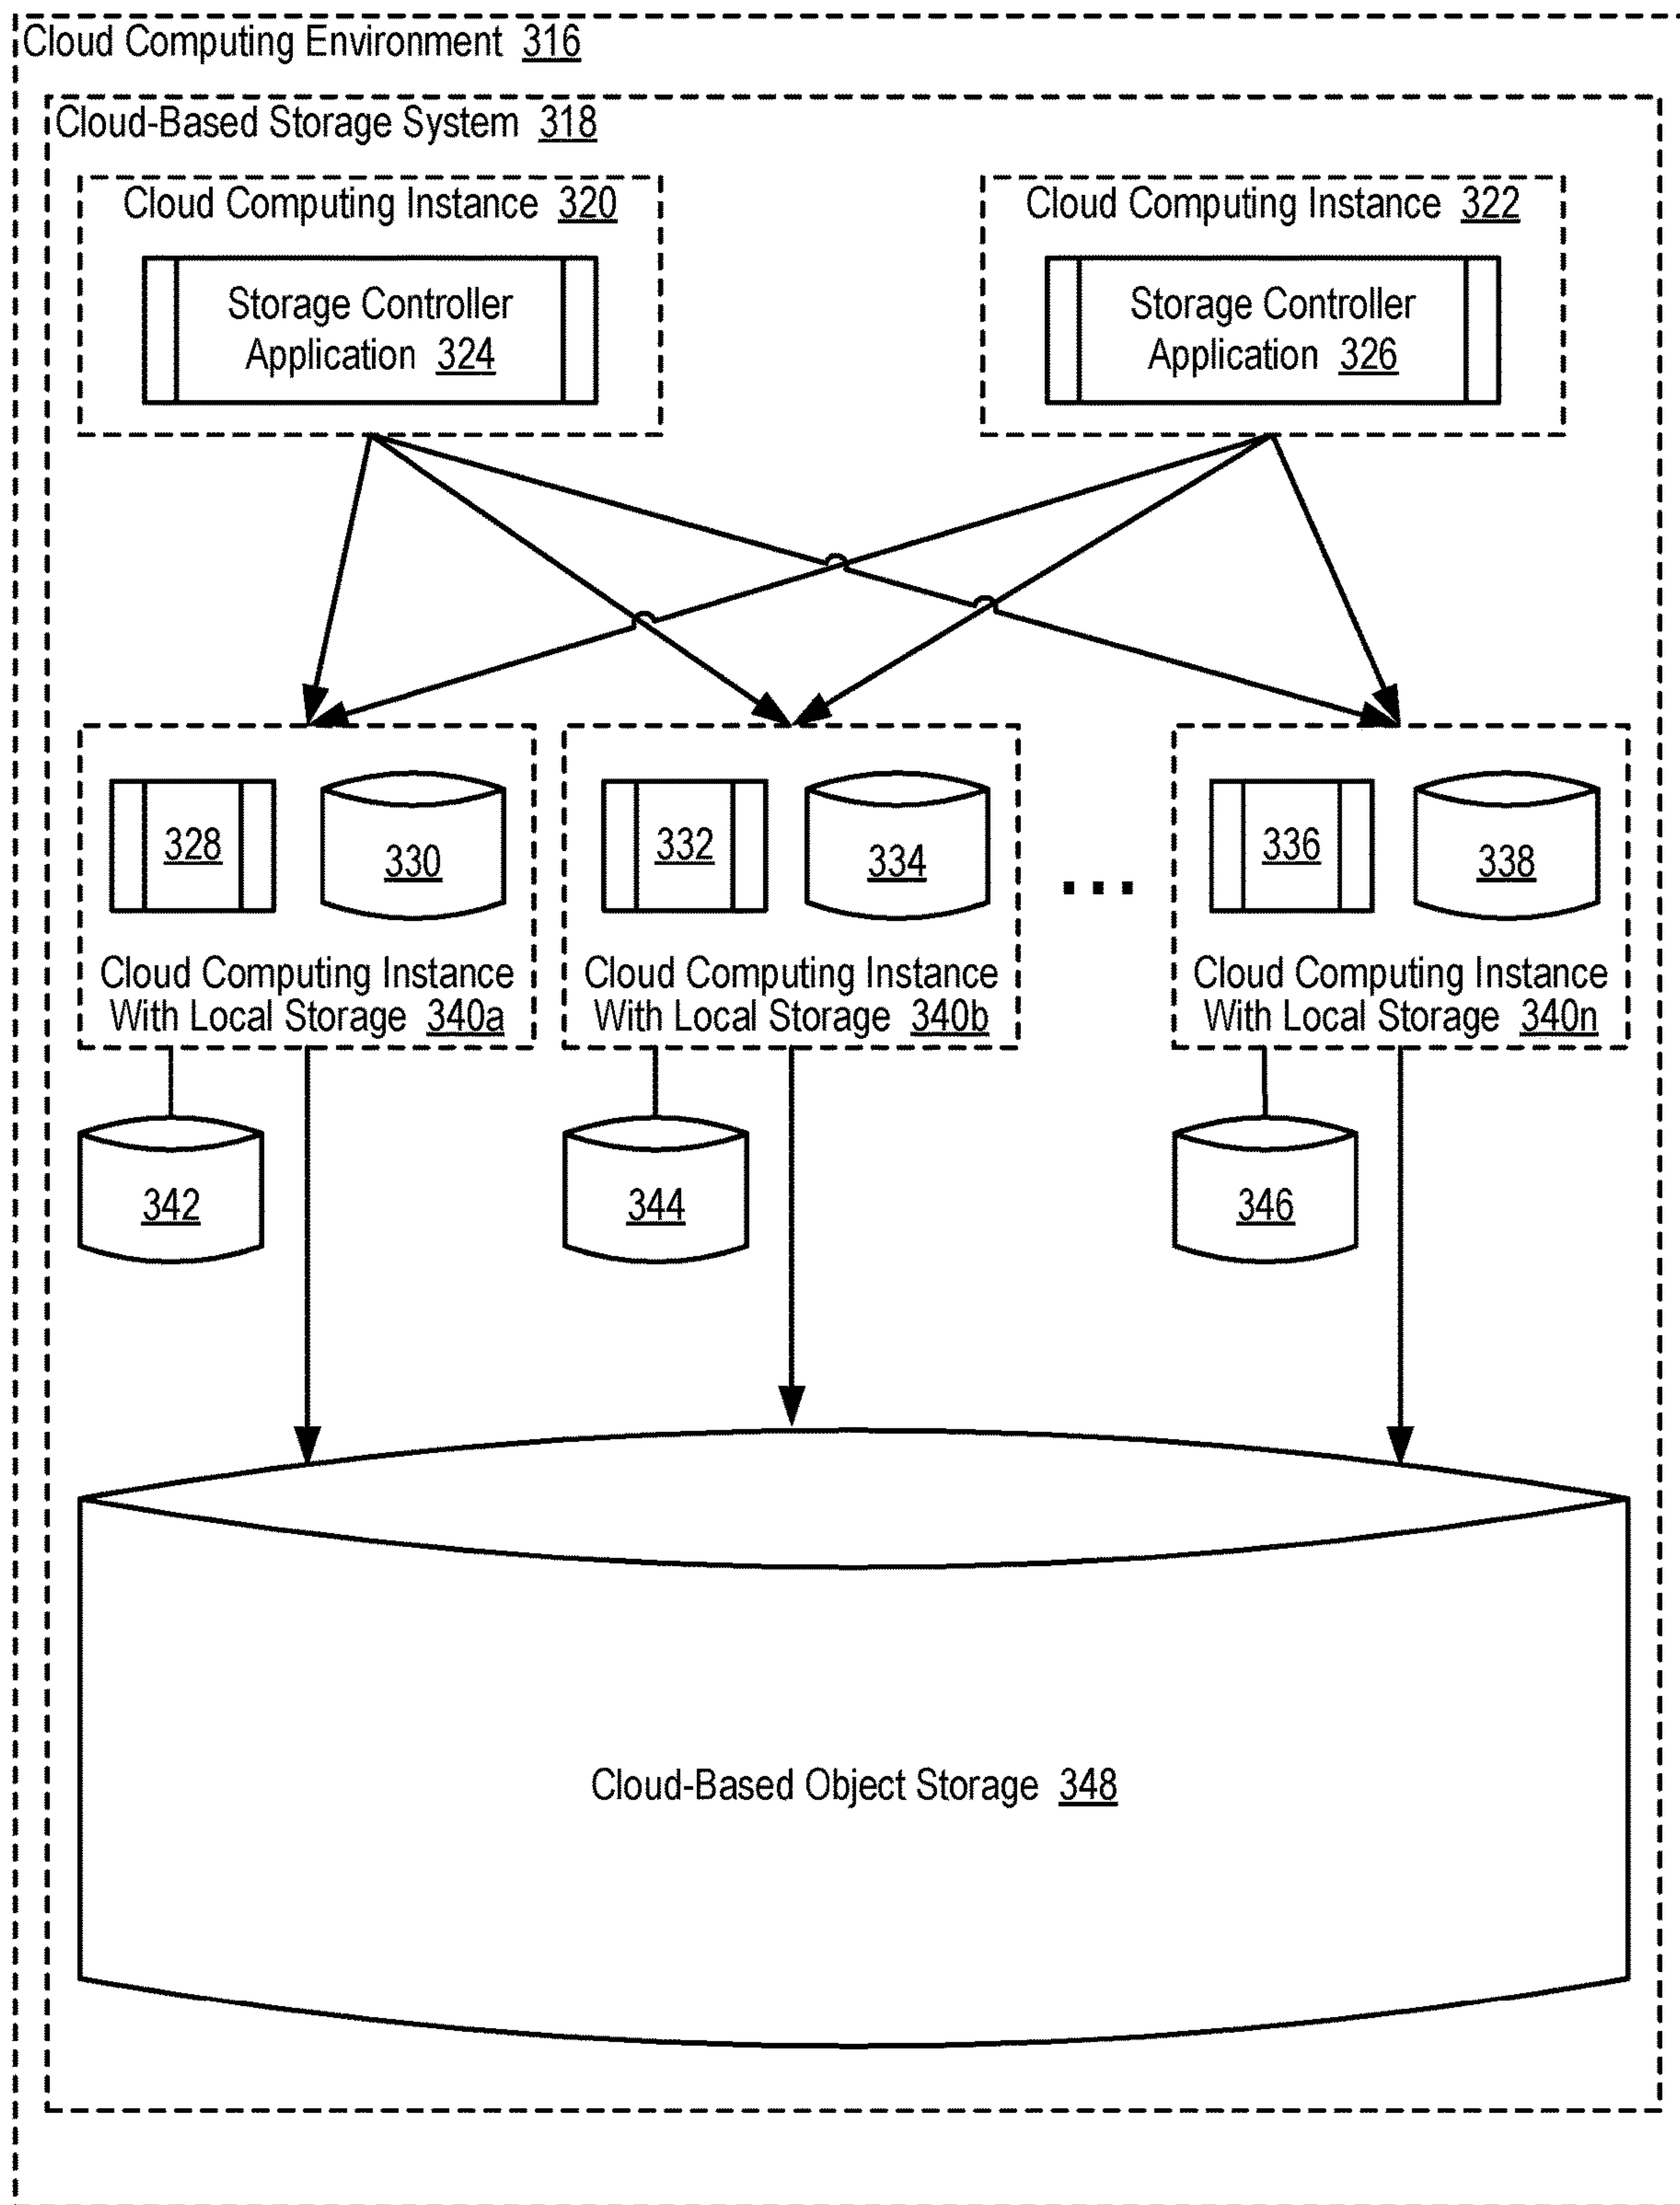 Cloud Computing Environment 316
Cloud-Based Storage System 318
Cloud Computing Instance 320
Storage Controller
Application 324
Cloud Computing Instance 322
Storage Controller
Application 326
328
330
Cloud Computing Instance
With Local Storage 340a
332
334
Cloud Computing Instance
With Local Storage 340b
...
336
338
Cloud Computing Instance
With Local Storage 340n
342
344
346
Cloud-Based Object Storage 348